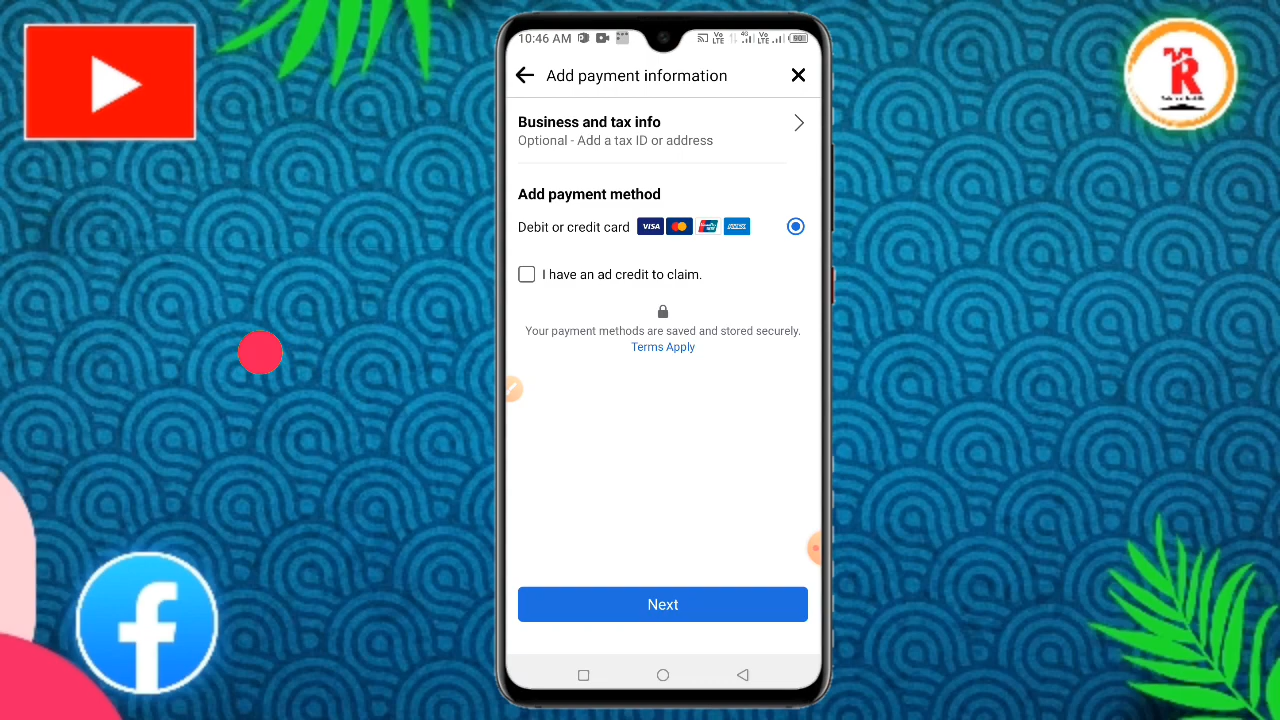 10:46 AM
Add payment information
Business and tax info
Optional - Add a tax ID or address
Add payment method
Debit or credit card VISA
I have an ad credit to claim.
Your payment methods are saved and stored securely.
Terms Apply
Next